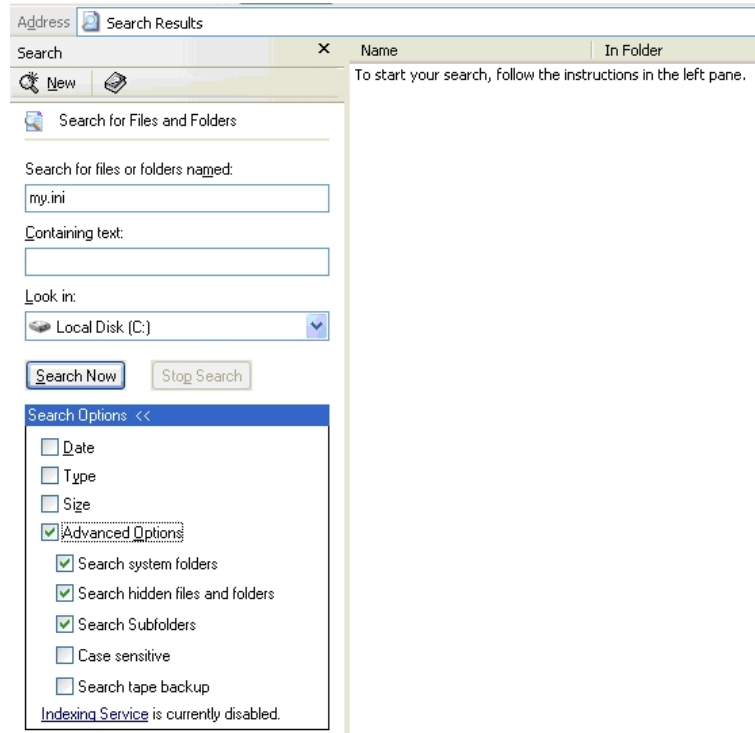 Address Search Results
Search ×
New
Search for Files and Folders
Search for files or folders named:
my.ini
Containing text:
Look in:
Local Disk (C:)
Search Now Stop Search
Search Options <<
Date
Type
Size
Advanced Options
Search system folders
Search hidden files and folders
Search Subfolders
Case sensitive
Search tape backup
Indexing Service is currently disabled.
Name In Folder
To start your search, follow the instructions in the left pane.